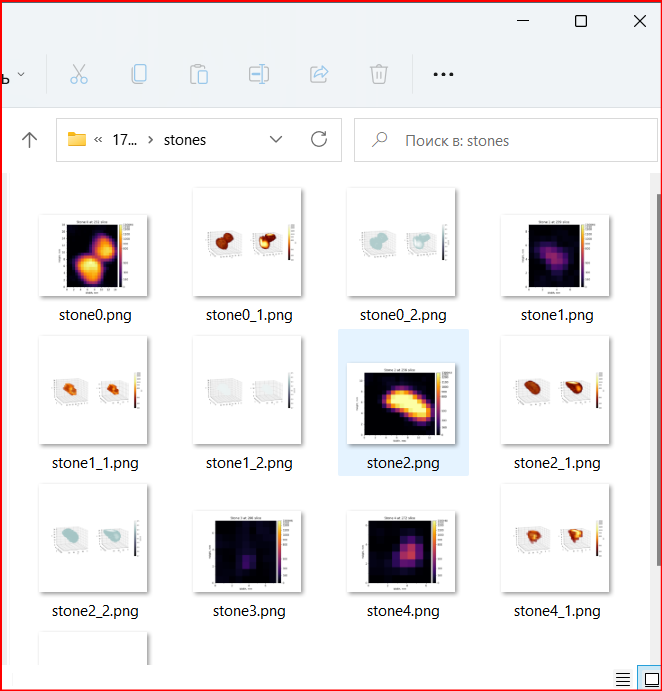 ь
17... stones
Поиск в: stones
stone0.png stone0_1.png stone0_2.png stone1.png
stone1_1.png stone1_2.png stone2.png stone2_1.png
stone2_2.png stone3.png stone4.png stone4_1.png